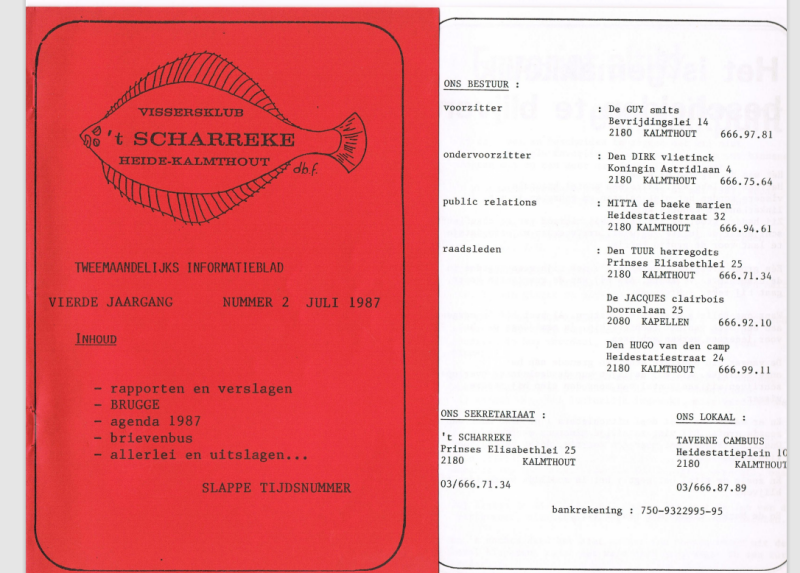 VISSERSKLUB
't SCHARREKE
HEIDE-KALMTHOUT
db.f.
TWEEMAANDELIJKS INFORMATIEBLAD
VIERDE JAARGANG NUMMER 2 JULI 1987
INHOUD
- rapporten en verslagen
- BRUGGE
- agenda 1987
- brievenbus
- allerlei en uitslagen...
SLAPPE TIJDSNUMMER
ONS BESTUUR :
voorzitter : De GUY smits
Bevrijdingslei 14
2180 KALMTHOUT 666.97.81
ondervoorzitter : Den DIRK vlietinck
Koningin Astridlaan 4
2180 KALMTHOUT 666.75.64
public relations : MITTA de baeke marien
Heidestatiestraat 32
2180 KALMTHOUT 666.94.61
raadsleden : Den TUUR herregodts
Prinses Elisabethlei 25
2180 KALMTHOUT 666.71.34
De JACQUES clairbois
Doornelaan 25
2080 KAPELLEN 666.92.10
Den HUGO van den camp
Heidestatiestraat 24
2180 KALMTHOUT 666.99.11
ONS SEKRETARIAAT :
't SCHARREKE
Prinses Elisabethlei 25
2180 KALMTHOUT
03/666.71.34
ONS LOKAAL :
TAVERNE CAMBUUS
Heidestatieplein 10
2180 KALMTHOUT
03/666.87.89
bankrekening : 750-9322995-95